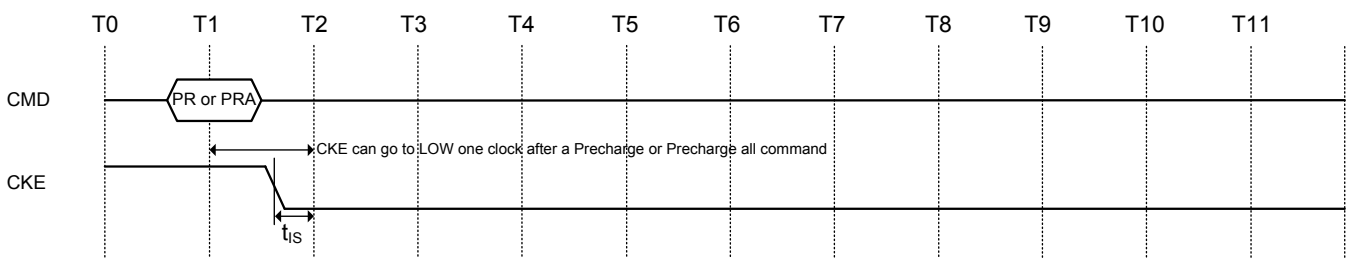 T0 T1 T2 T3 T4 T5 T6 T7 T8 T9 T10 T11
CMD PR or PRA
CKE can go to LOW one clock after a Precharge or Precharge all command
CKE
tIS